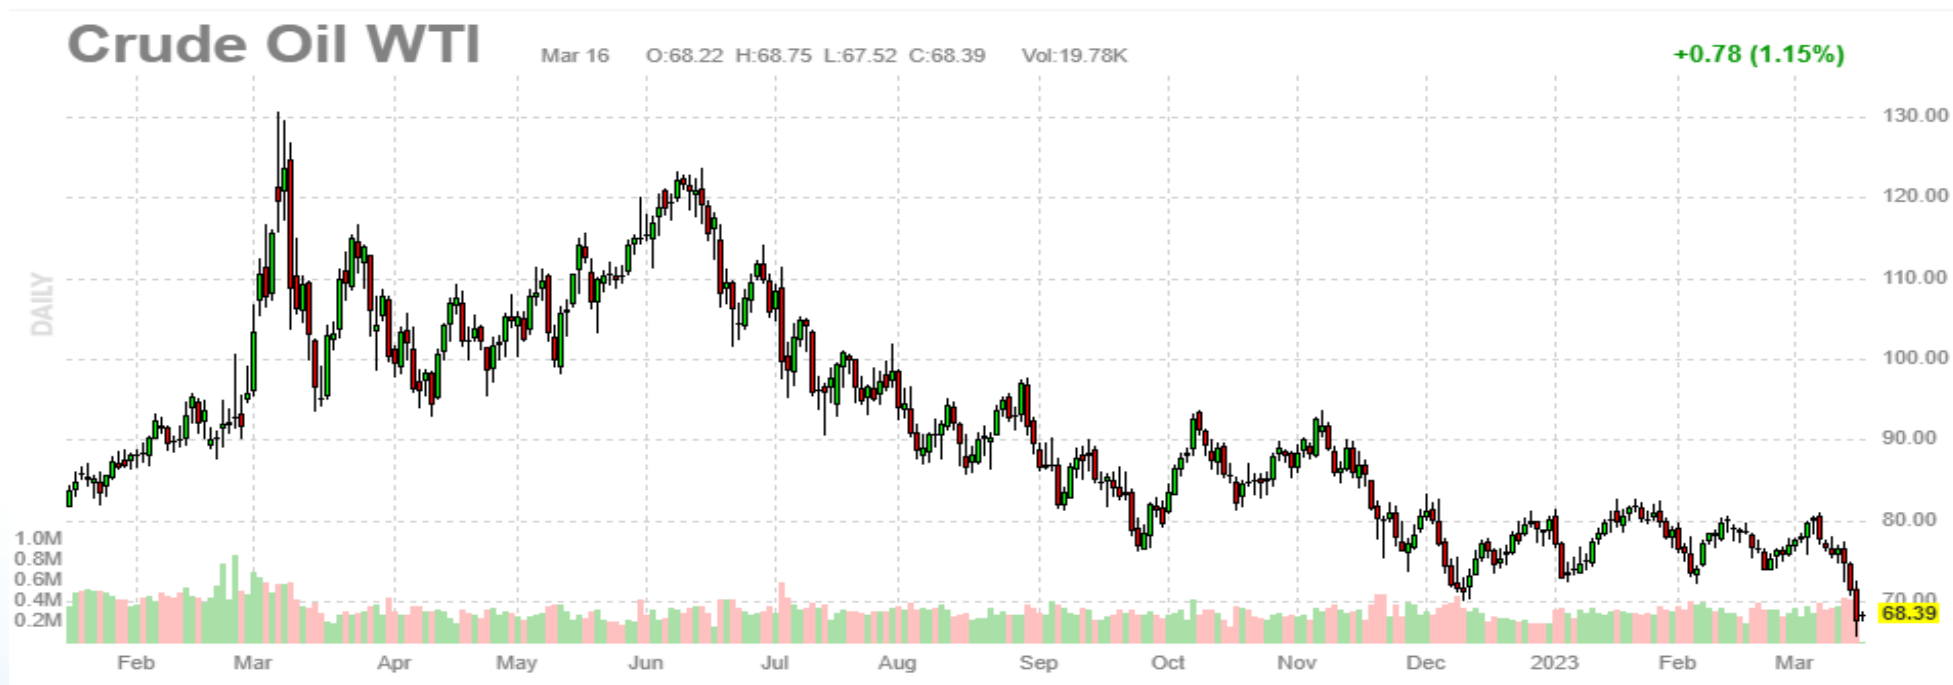 Crude Oil WTI Mar 16 O:68.22 H:68.75 L:67.52 C:68.39 Vol:19.78K +0.78 (1.15%)
DAILY
130.00
120.00
110.00
100.00
90.00
80.00
70.00
68.39
1.0M
0.8M
0.6M
0.4M
0.2M
Feb Mar Apr May Jun Jul Aug Sep Oct Nov Dec 2023 Feb Mar